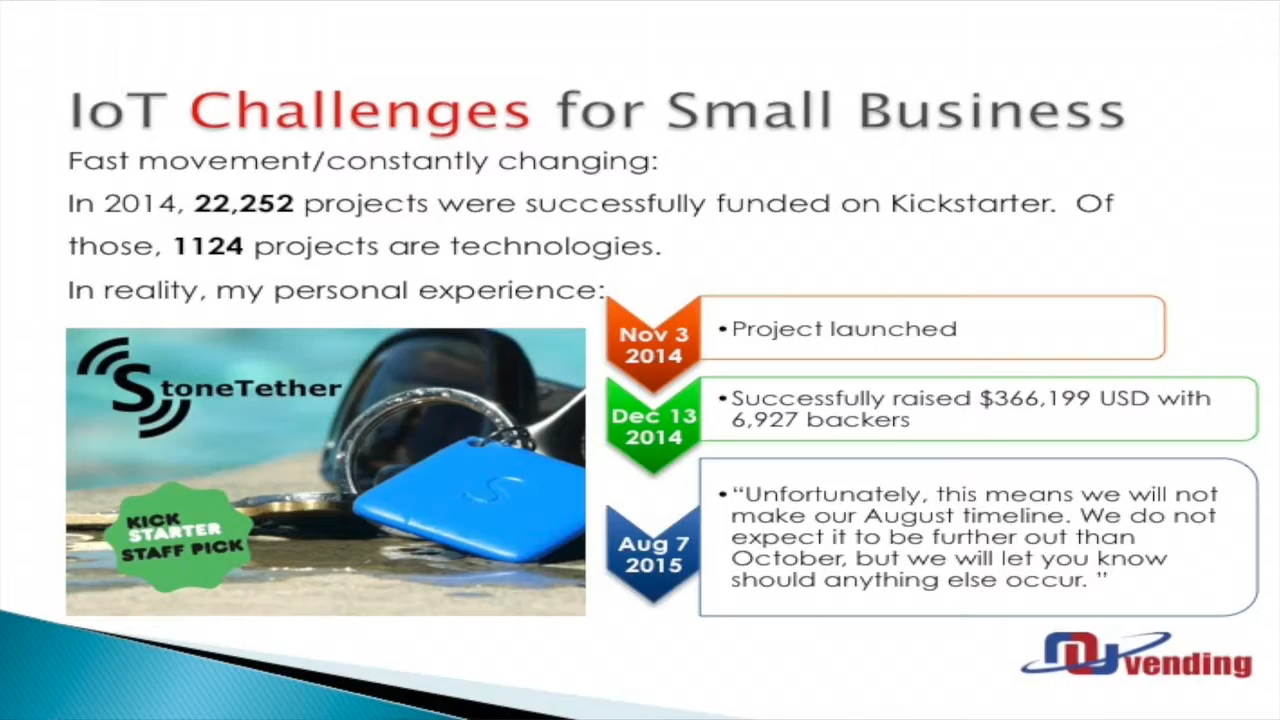 IoT Challenges for Small Business
Fast movement/constantly changing:
In 2014, 22,252 projects were successfully funded on Kickstarter. Of
those, 1124 projects are technologies.
In reality, my personal experience:
StoneTether
KICK
STARTER
STAFF PICK
S
Nov 3
2014
•Project launched
Dec 13
2014
•Successfully raised $366,199 USD with
6,927 backers
Aug 7
2015
•“Unfortunately, this means we will not
make our August timeline. We do not
expect it to be further out than
October, but we will let you know
should anything else occur. ”
vending